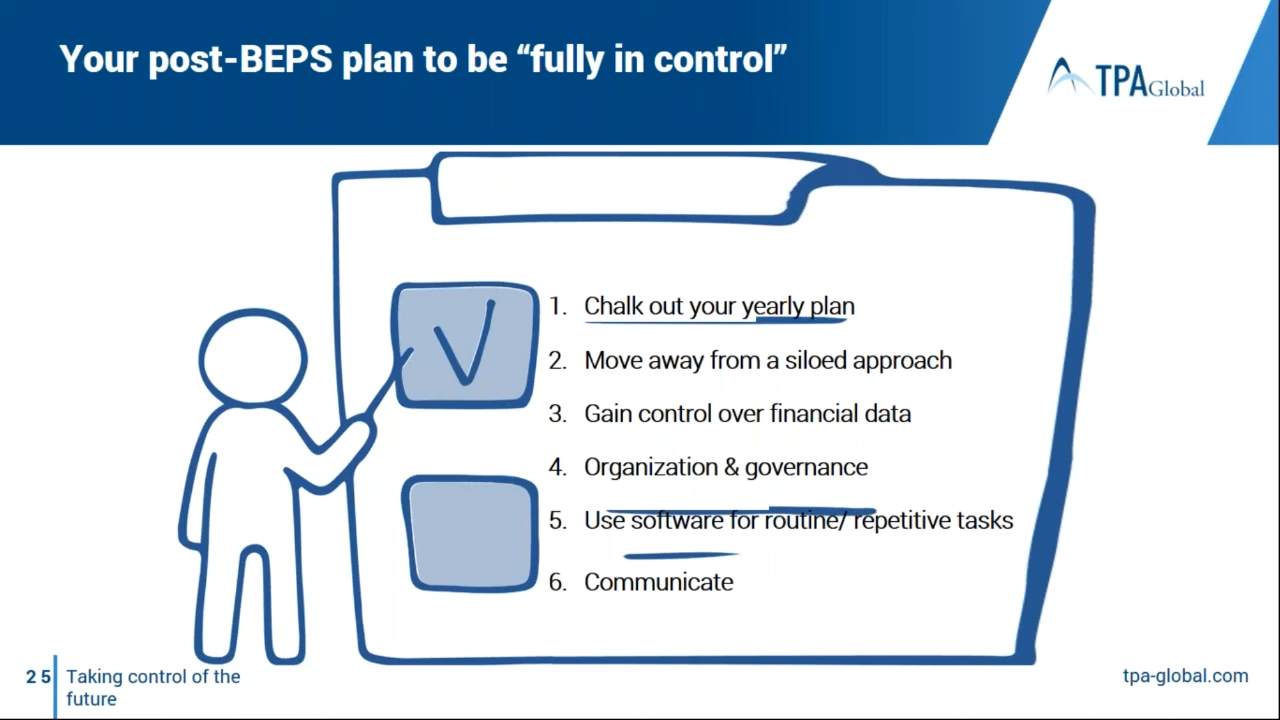 Your post-BEPS plan to be “fully in control”
TPAGlobal
1. Chalk out your yearly plan
2. Move away from a siloed approach
3. Gain control over financial data
4. Organization & governance
5. Use software for routine/ repetitive tasks
6. Communicate
25
Taking control of the
future
tpa-global.com